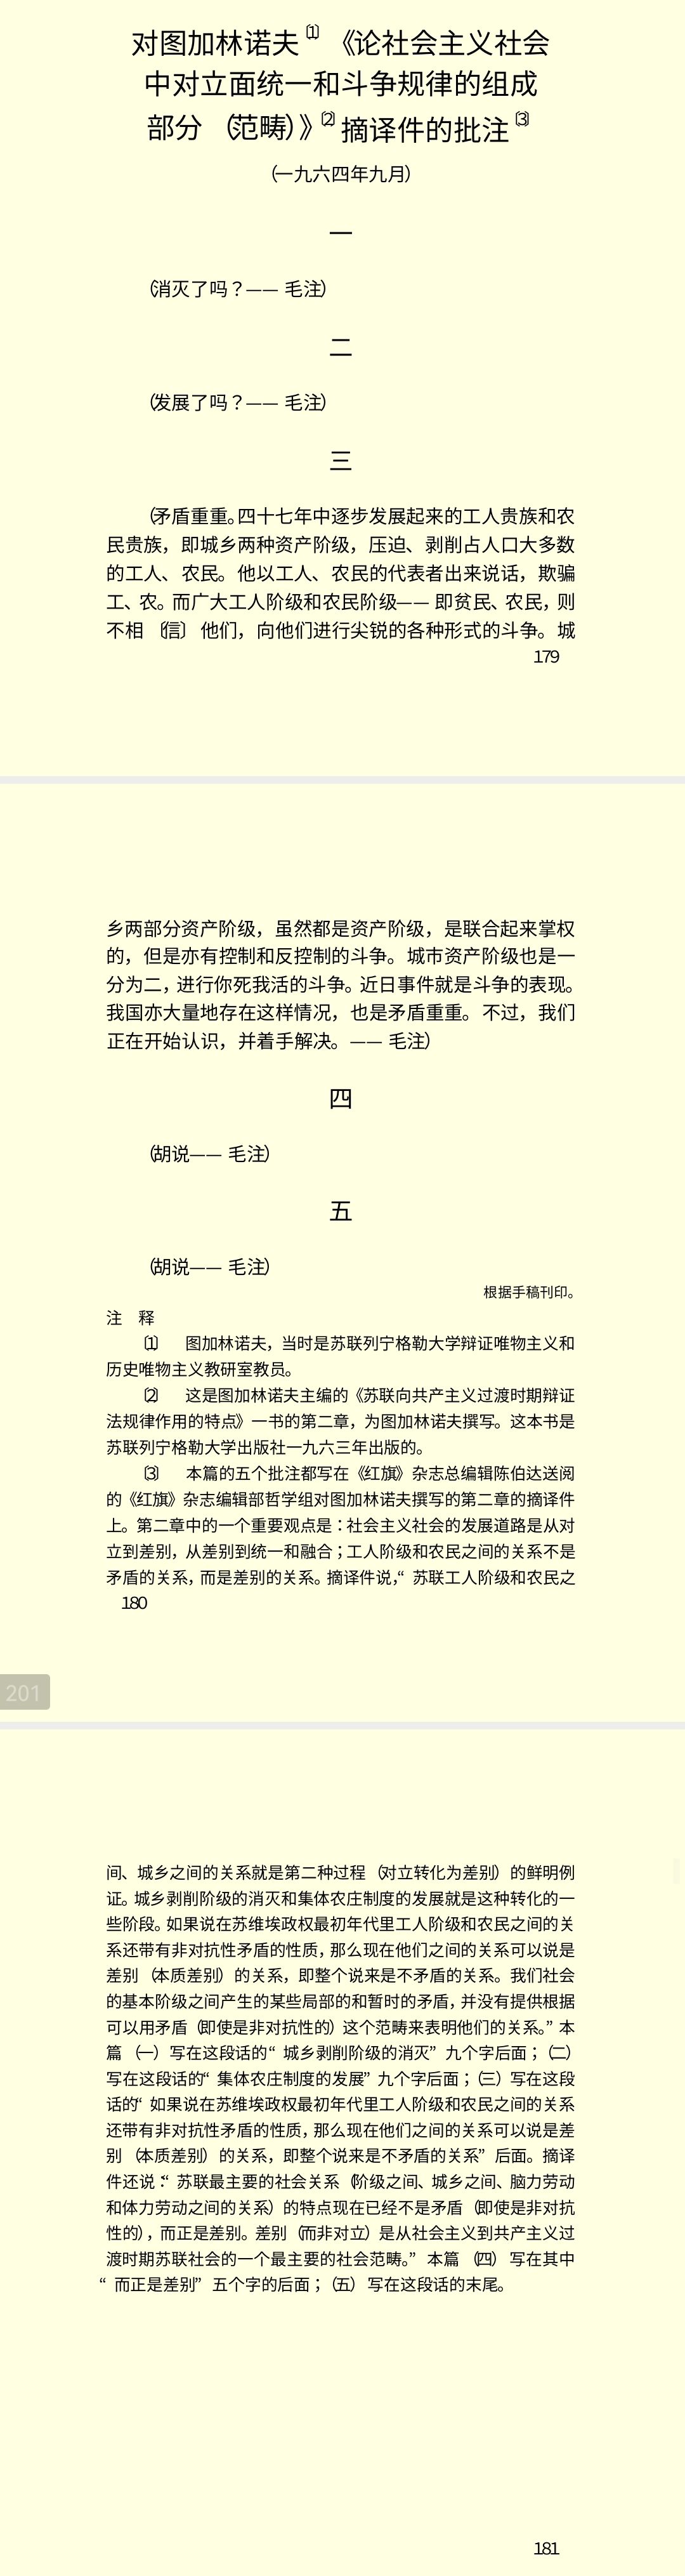 对图加林诺夫〔1〕《论社会主义社会
中对立面统一和斗争规律的组成
部分（范畴）》〔2〕摘译件的批注〔3〕
（一九六四年九月）
一
（消灭了吗？——毛注）
二
（发展了吗？——毛注）
三
（矛盾重重。四十七年中逐步发展起来的工人贵族和农
民贵族，即城乡两种资产阶级，压迫、剥削占人口大多数
的工人、农民。他以工人、农民的代表者出来说话，欺骗
工、农。而广大工人阶级和农民阶级——即贫民、农民，则
不相〔信〕他们，向他们进行尖锐的各种形式的斗争。城
179
乡两部分资产阶级，虽然都是资产阶级，是联合起来掌权
的，但是亦有控制和反控制的斗争。城市资产阶级也是一
分为二，进行你死我活的斗争。近日事件就是斗争的表现。
我国亦大量地存在这样情况，也是矛盾重重。不过，我们
正在开始认识，并着手解决。——毛注）
四
（胡说——毛注）
五
（胡说——毛注）
根据手稿刊印。
注　释
〔1〕　图加林诺夫，当时是苏联列宁格勒大学辩证唯物主义和
历史唯物主义教研室教员。
〔2〕　这是图加林诺夫主编的《苏联向共产主义过渡时期辩证
法规律作用的特点》一书的第二章，为图加林诺夫撰写。这本书是
苏联列宁格勒大学出版社一九六三年出版的。
〔3〕　本篇的五个批注都写在《红旗》杂志总编辑陈伯达送阅
的《红旗》杂志编辑部哲学组对图加林诺夫撰写的第二章的摘译件
上。第二章中的一个重要观点是：社会主义社会的发展道路是从对
立到差别，从差别到统一和融合；工人阶级和农民之间的关系不是
矛盾的关系，而是差别的关系。摘译件说，“苏联工人阶级和农民之
180
201
间、城乡之间的关系就是第二种过程（对立转化为差别）的鲜明例
证。城乡剥削阶级的消灭和集体农庄制度的发展就是这种转化的一
些阶段。如果说在苏维埃政权最初年代里工人阶级和农民之间的关
系还带有非对抗性矛盾的性质，那么现在他们之间的关系可以说是
差别（本质差别）的关系，即整个说来是不矛盾的关系。我们社会
的基本阶级之间产生的某些局部的和暂时的矛盾，并没有提供根据
可以用矛盾（即使是非对抗性的）这个范畴来表明他们的关系。”本
篇（一）写在这段话的“城乡剥削阶级的消灭”九个字后面；（二）
写在这段话的“集体农庄制度的发展”九个字后面；（三）写在这段
话的“如果说在苏维埃政权最初年代里工人阶级和农民之间的关系
还带有非对抗性矛盾的性质，那么现在他们之间的关系可以说是差
别（本质差别）的关系，即整个说来是不矛盾的关系”后面。摘译
件还说：“苏联最主要的社会关系（阶级之间、城乡之间、脑力劳动
和体力劳动之间的关系）的特点现在已经不是矛盾（即使是非对抗
性的），而正是差别。差别（而非对立）是从社会主义到共产主义过
渡时期苏联社会的一个最主要的社会范畴。”本篇（四）写在其中
“而正是差别”五个字的后面；（五）写在这段话的末尾。
181